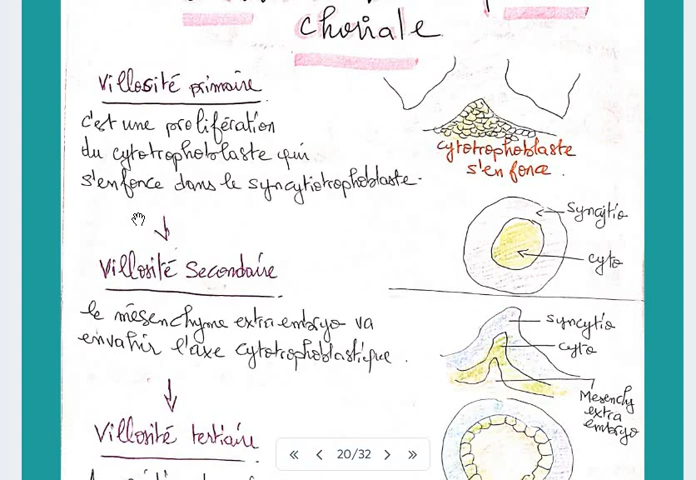 choriale
Villosité primaire
c'est une prolifération
du cytotrophoblaste qui
s'enfonce dans le syncytiotrophoblaste.
cytotrophoblaste
s'enfonce.
Syncytio
cyto
Villosité Secondaire
le mésenchyme extra embryo va
envahir l'axe cytotrophoblastique.
syncytio
cyto
Mesenchy
extra
embryo
Villosité tertiaire
20/32